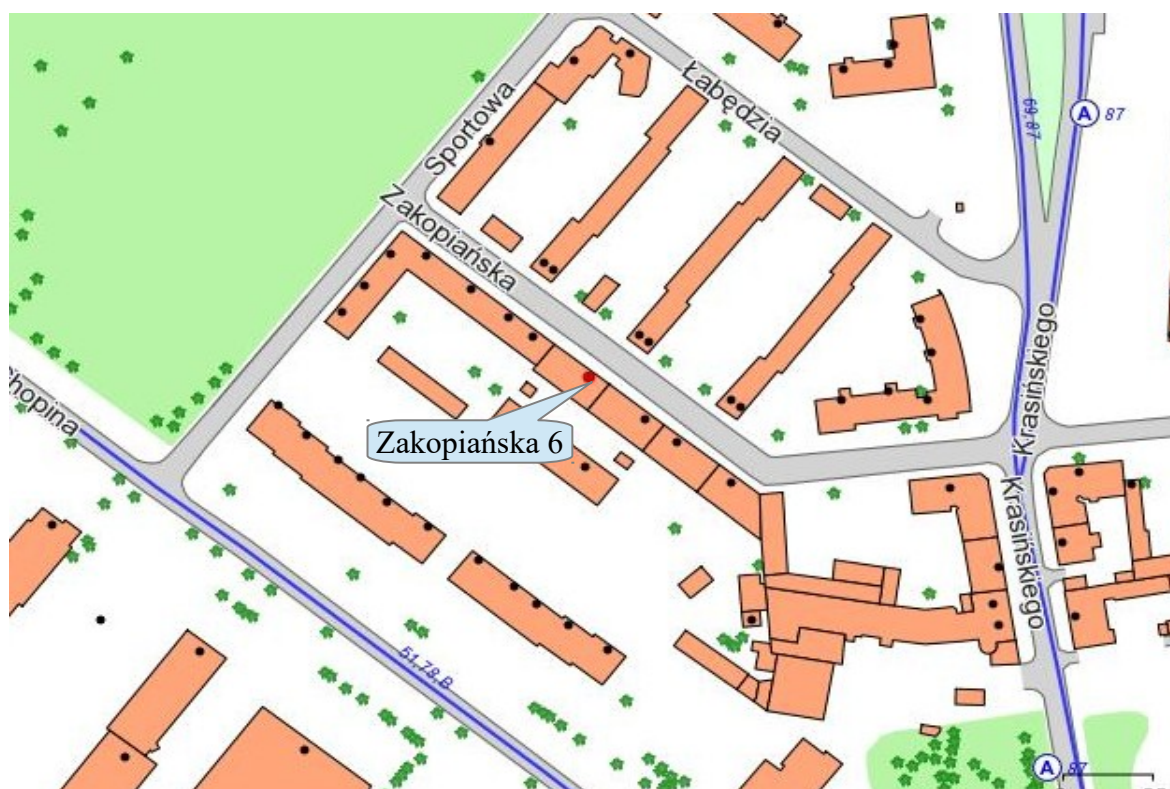 Łabędzia
69,87
A 87
Sportowa
Zakopiańska
Krasińskiego
Chopina
Zakopiańska 6
Krasińskiego
51,78,B
A 87